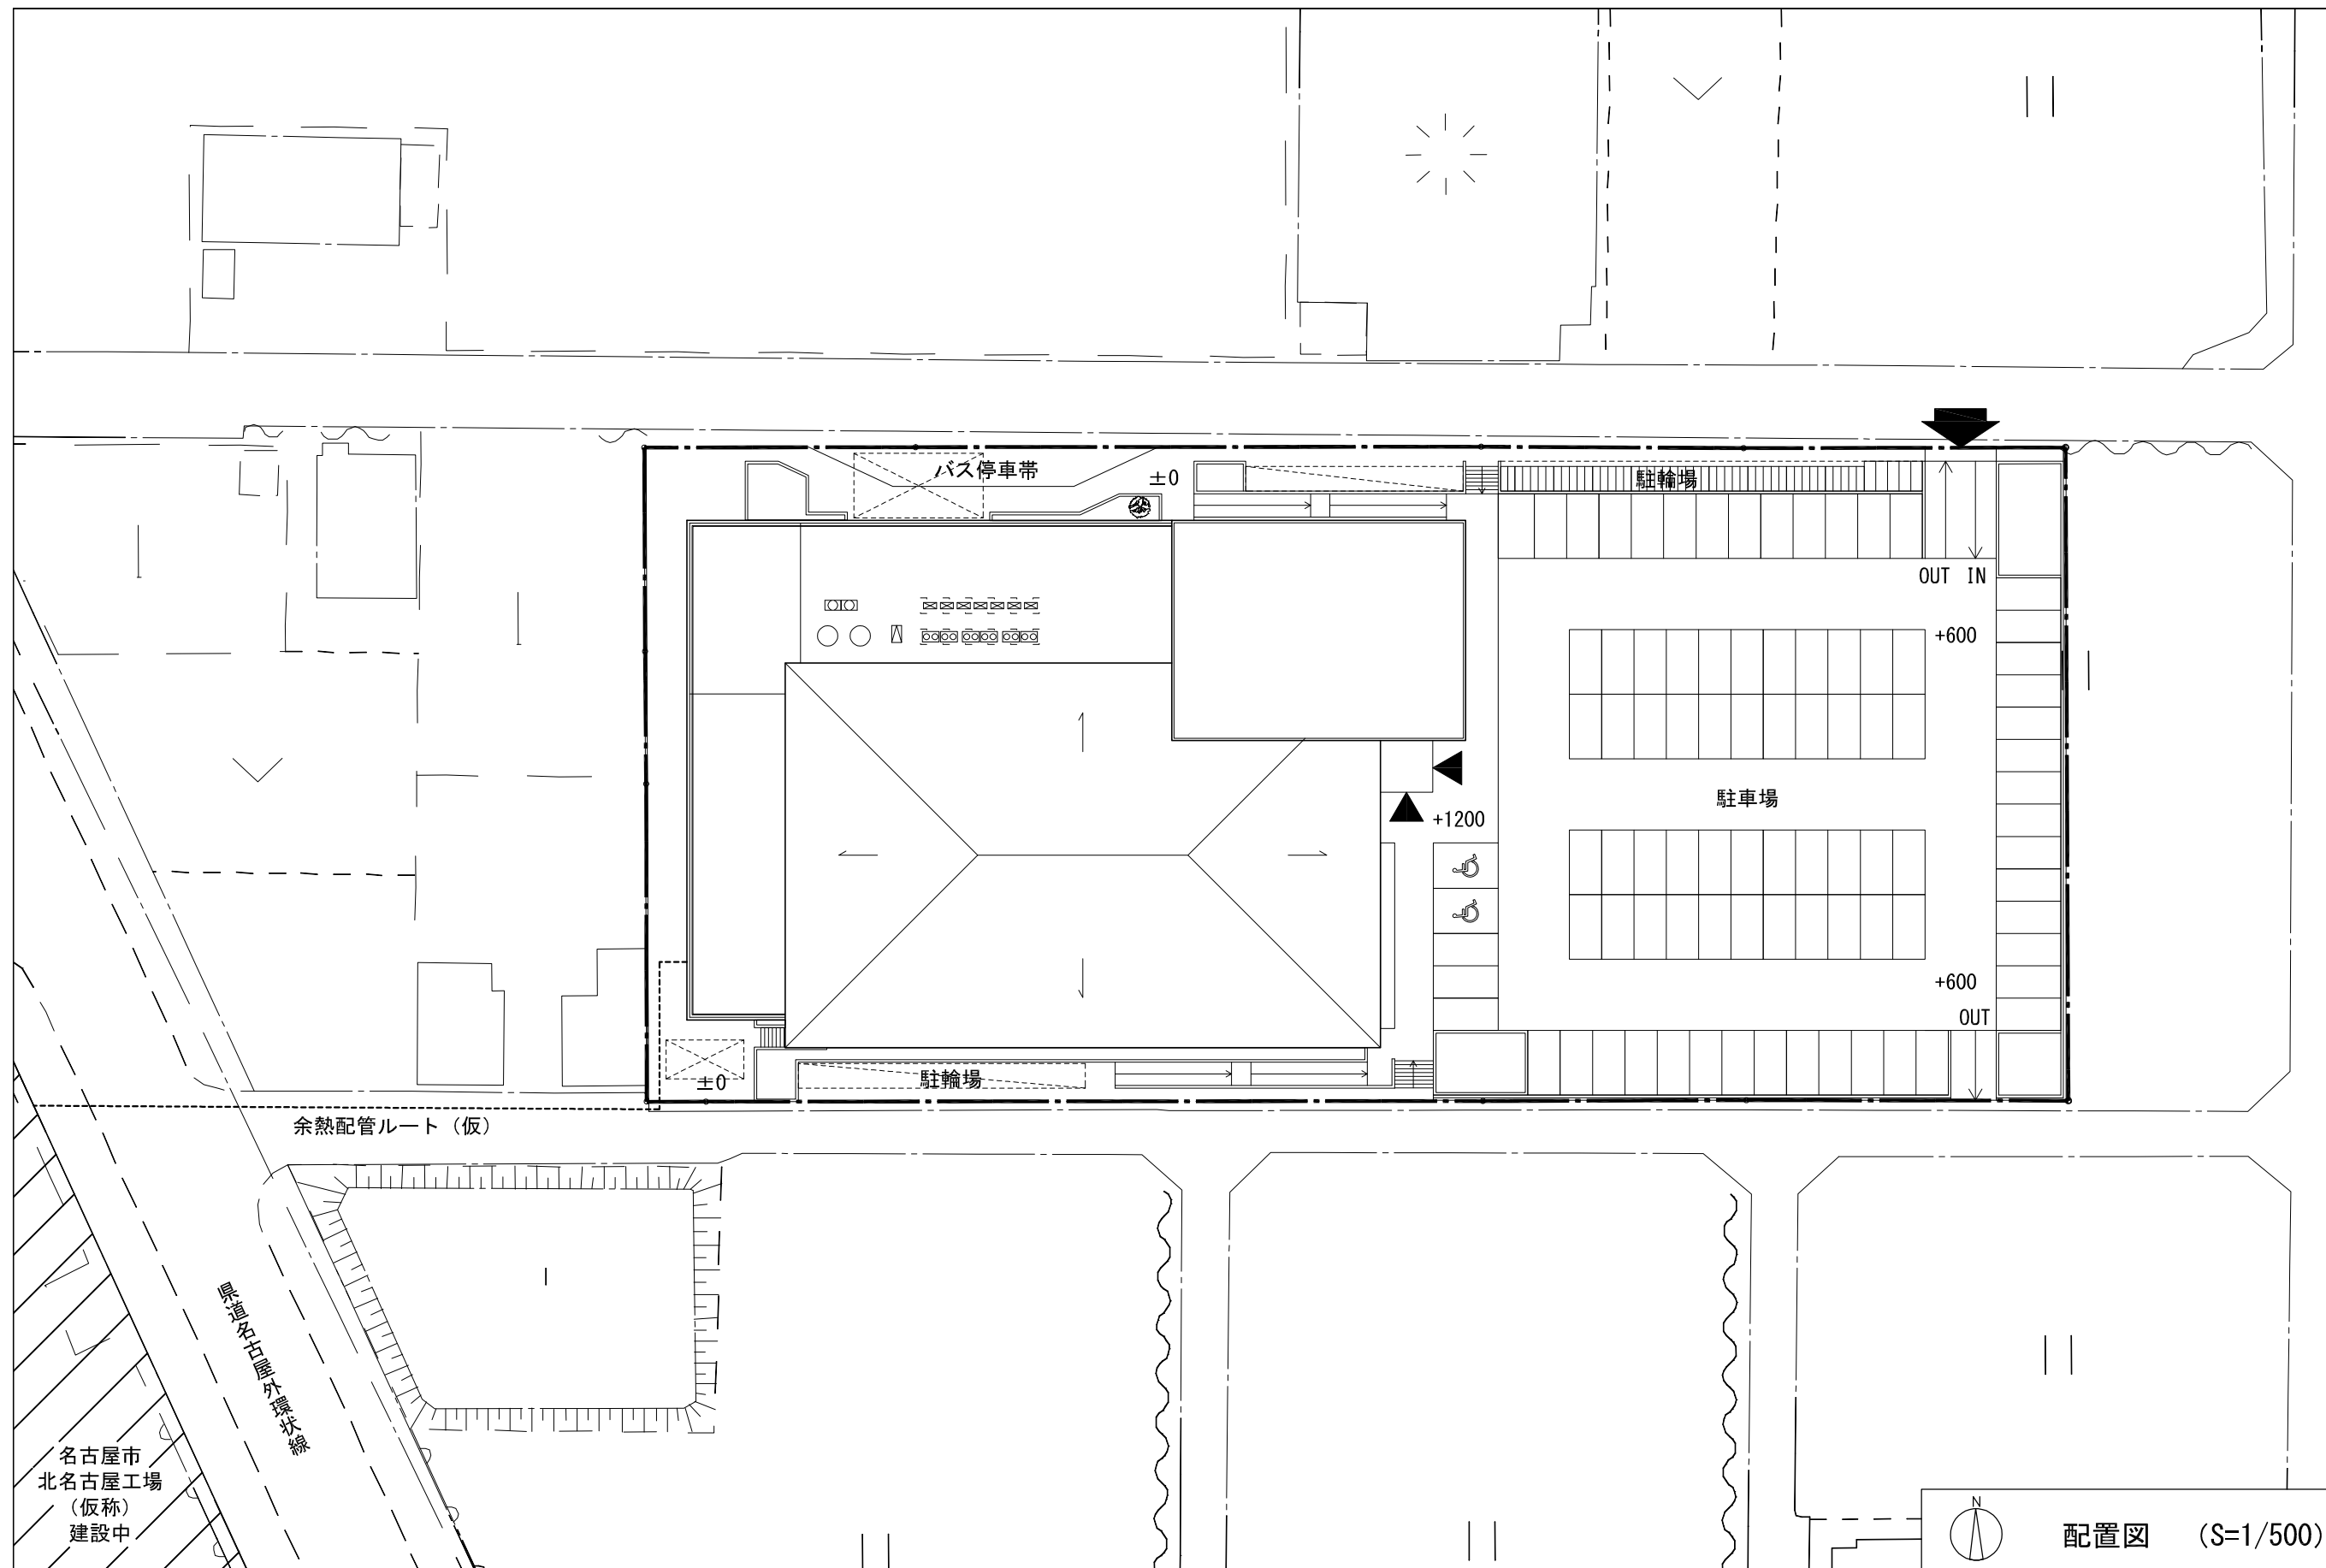 バス停車帯
±0
駐輪場
OUT IN
+600
駐車場
+1200
+600
OUT
駐輪場
±0
余熱配管ルート（仮）
県道名古屋外環状線
名古屋市
北名古屋工場
（仮称）
建設中
N
配置図 （S=1/500）